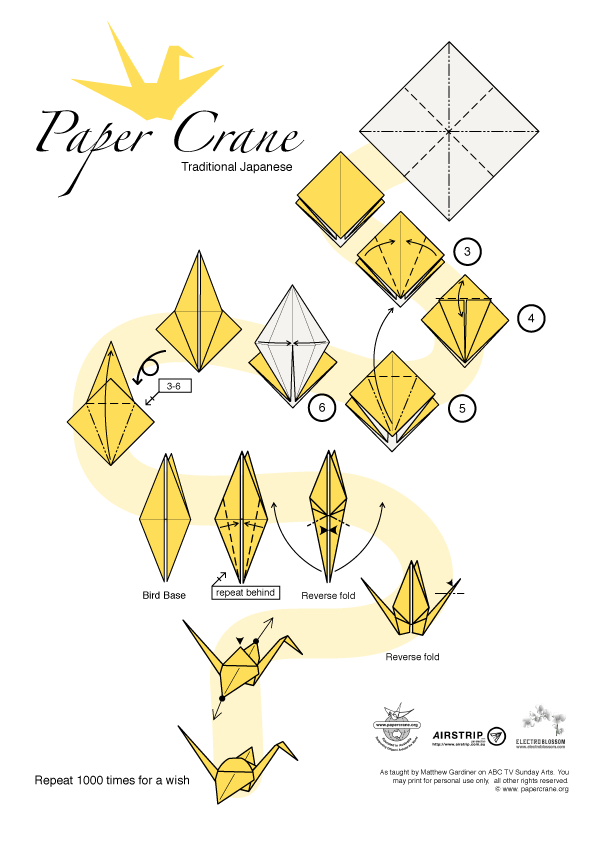 Paper Crane
Traditional Japanese
3
4
5
6
3-6
Bird Base
repeat behind
Reverse fold
Reverse fold
Repeat 1000 times for a wish
www.papercrane.org
AIRSTRIP
http://www.airstrip.com.au
ELECTROBLOSSOM
www.electroblossom.com
As taught by Matthew Gardiner on ABC TV Sunday Arts. You
may print for personal use only, all other rights reserved.
© www. papercrane.org